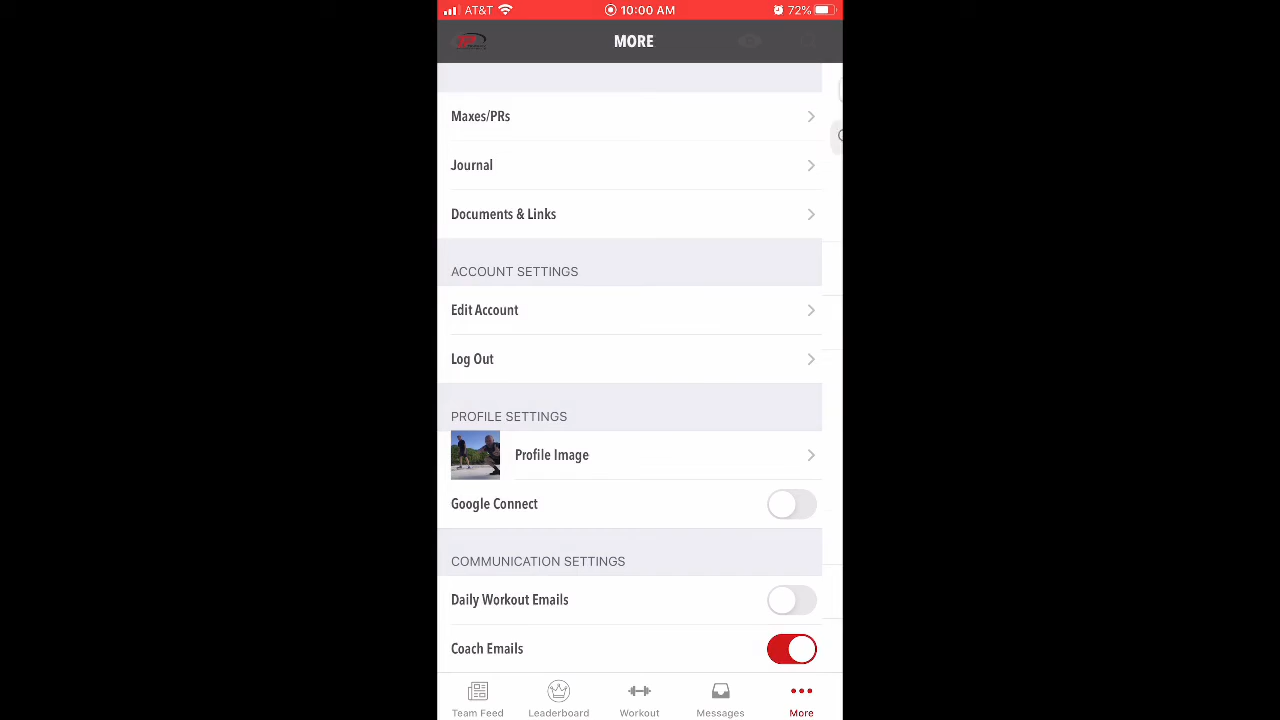 AT&T 10:00 AM 72%
MORE
Maxes/PRs
Journal
Documents & Links
ACCOUNT SETTINGS
Edit Account
Log Out
PROFILE SETTINGS
Profile Image
Google Connect
COMMUNICATION SETTINGS
Daily Workout Emails
Coach Emails
Team Feed Leaderboard Workout Messages More